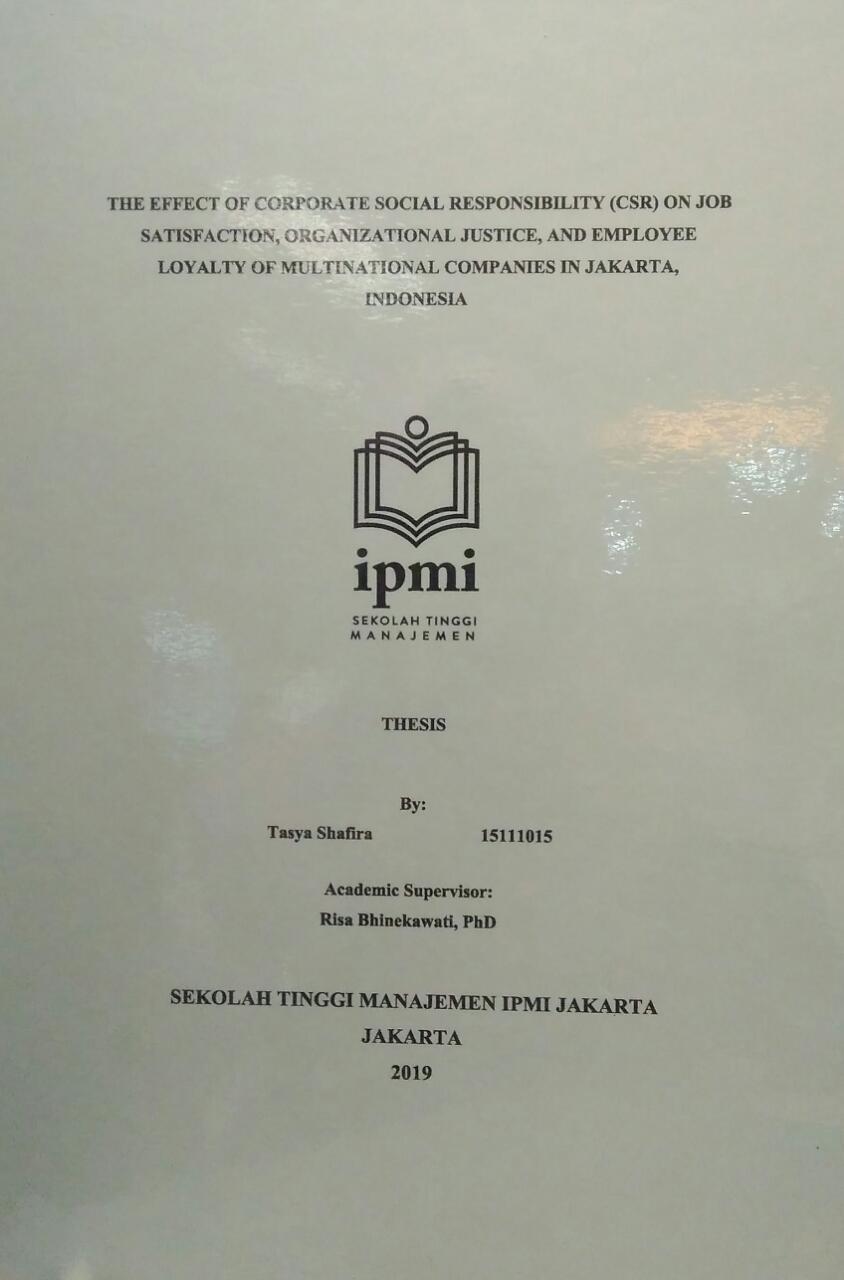 THE EFFECT OF CORPORATE SOCIAL RESPONSIBILITY (CSR) ON JOB
SATISFACTION, ORGANIZATIONAL JUSTICE, AND EMPLOYEE
LOYALTY OF MULTINATIONAL COMPANIES IN JAKARTA,
INDONESIA
ipmi
SEKOLAH TINGGI
MANAJEMEN
THESIS
By:
Tasya Shafira 15111015
Academic Supervisor:
Risa Bhinekawati, PhD
SEKOLAH TINGGI MANAJEMEN IPMI JAKARTA
JAKARTA
2019